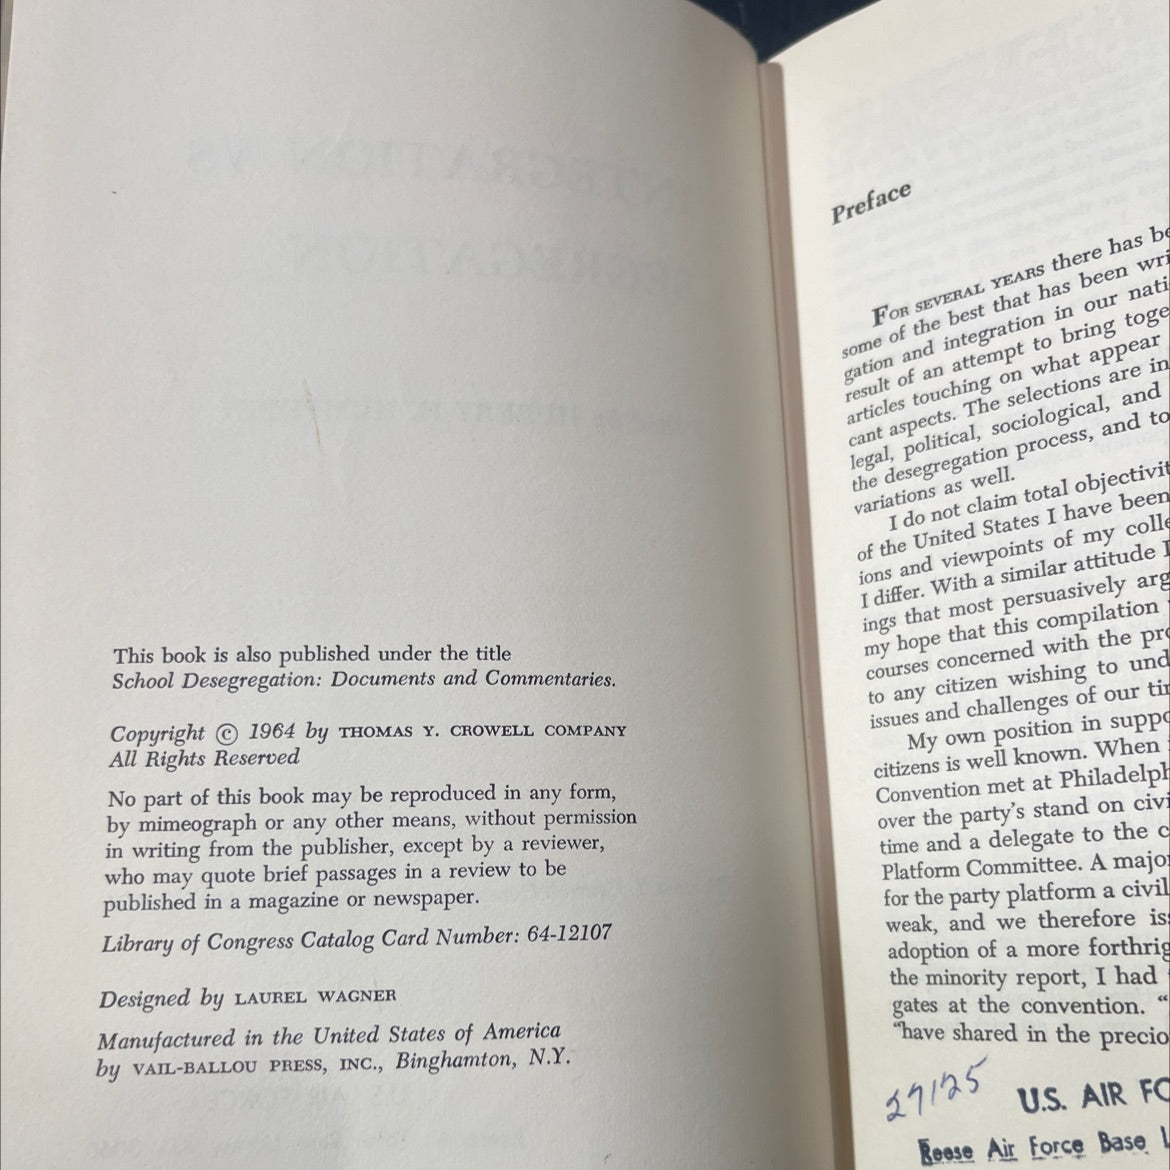 This book is also published under the title
School Desegregation: Documents and Commentaries.
Copyright © 1964 by THOMAS Y. CROWELL COMPANY
All Rights Reserved
No part of this book may be reproduced in any form,
by mimeograph or any other means, without permission
in writing from the publisher, except by a reviewer,
who may quote brief passages in a review to be
published in a magazine or newspaper.
Library of Congress Catalog Card Number: 64-12107
Designed by LAUREL WAGNER
Manufactured in the United States of America
by VAIL-BALLOU PRESS, INC., Binghamton, N.Y.
Preface
FOR SEVERAL YEARS there has be
some of the best that has been wri
gation and integration in our nati
result of an attempt to bring toge
articles touching on what appear
cant aspects. The selections are in
legal, political, sociological, and
the desegregation process, and to
variations as well.
I do not claim total objectivit
of the United States I have been
ions and viewpoints of my colle
I differ. With a similar attitude I
ings that most persuasively arg
my hope that this compilation
courses concerned with the pro
to any citizen wishing to und
issues and challenges of our tim
My own position in suppo
citizens is well known. When
Convention met at Philadelph
over the party's stand on civi
time and a delegate to the c
Platform Committee. A major
for the party platform a civil
weak, and we therefore iss
adoption of a more forthrig
the minority report, I had
gates at the convention. "
"have shared in the precio
27125
U.S. AIR FO
Reese Air Force Base L